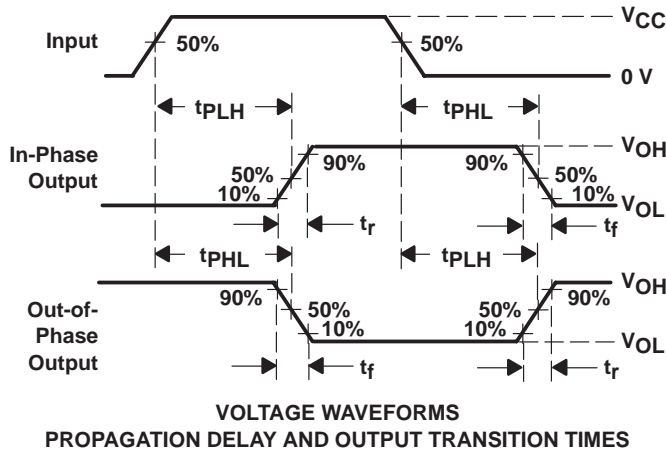 Input
50%
50%
VCC
0 V
tPLH
tPHL
In-Phase
Output
50%
10%
90%
90%
50%
10%
VOH
VOL
tr
tf
tPHL
tPLH
Out-of-
Phase
Output
90%
50%
10%
50%
10%
90%
VOH
VOL
tf
tr
VOLTAGE WAVEFORMS
PROPAGATION DELAY AND OUTPUT TRANSITION TIMES